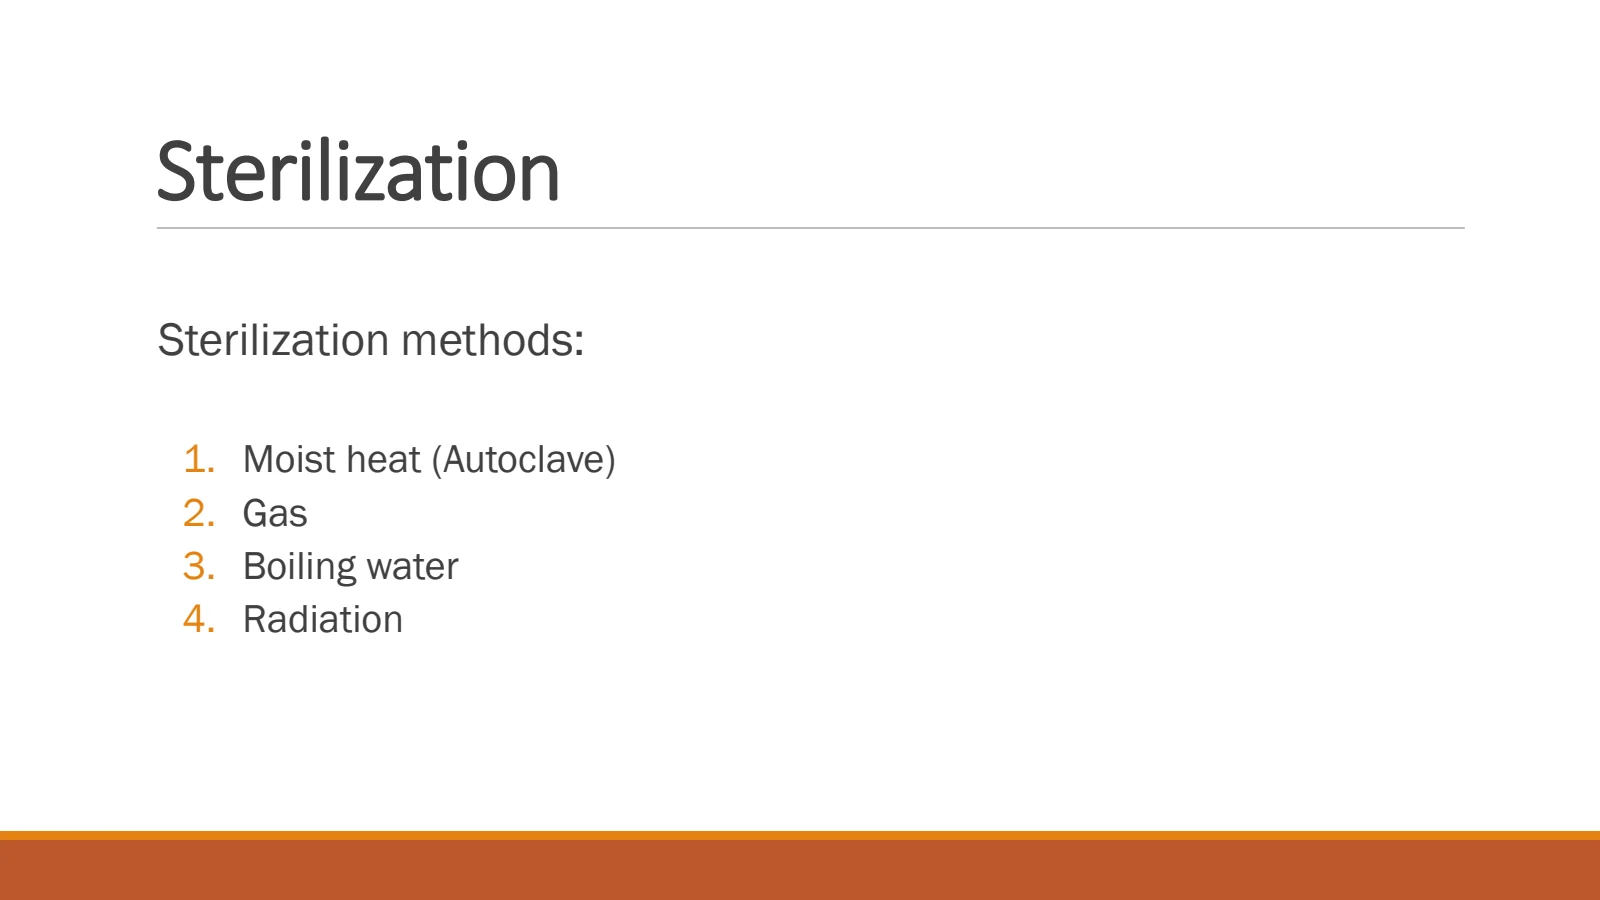 Sterilization
Sterilization methods:
1. Moist heat (Autoclave)
2. Gas
3. Boiling water
4. Radiation